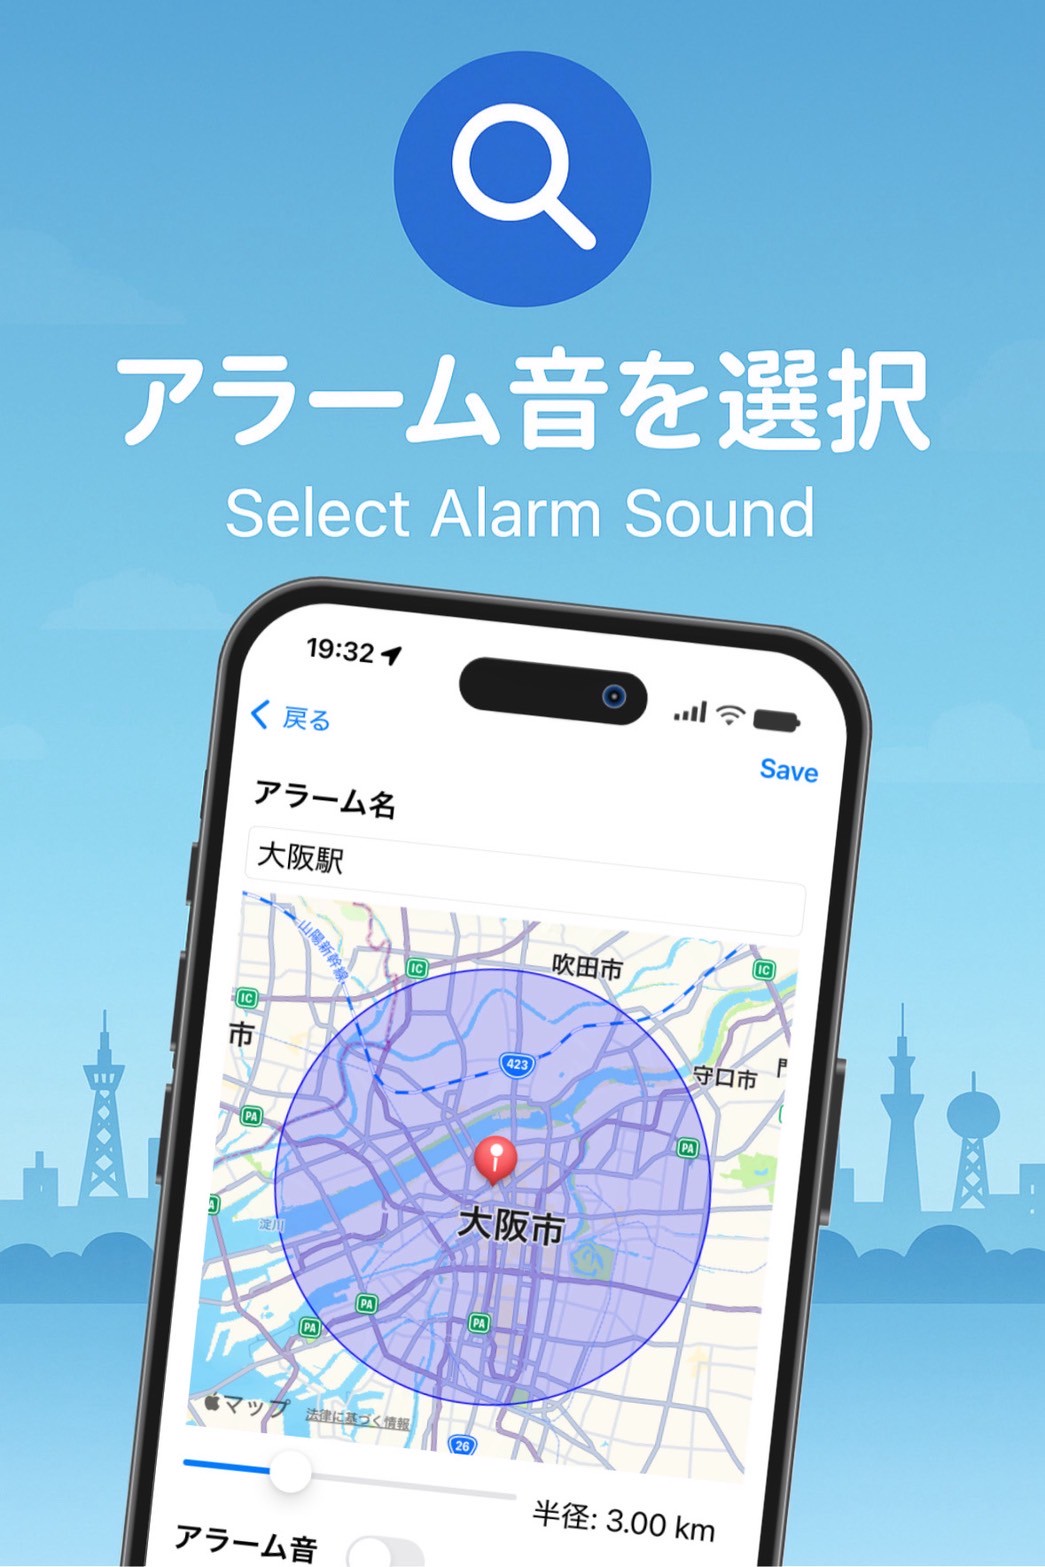 アラーム音を選択
Select Alarm Sound
19:32
戻る
Save
アラーム名
大阪駅
山陽新幹線
吹田市
IC
IC
IC
市
423
守口市
門
PA
PA
大阪市
淀川
PA
PA
PA
マップ
法律に基づく情報
26
半径: 3.00 km
アラーム音